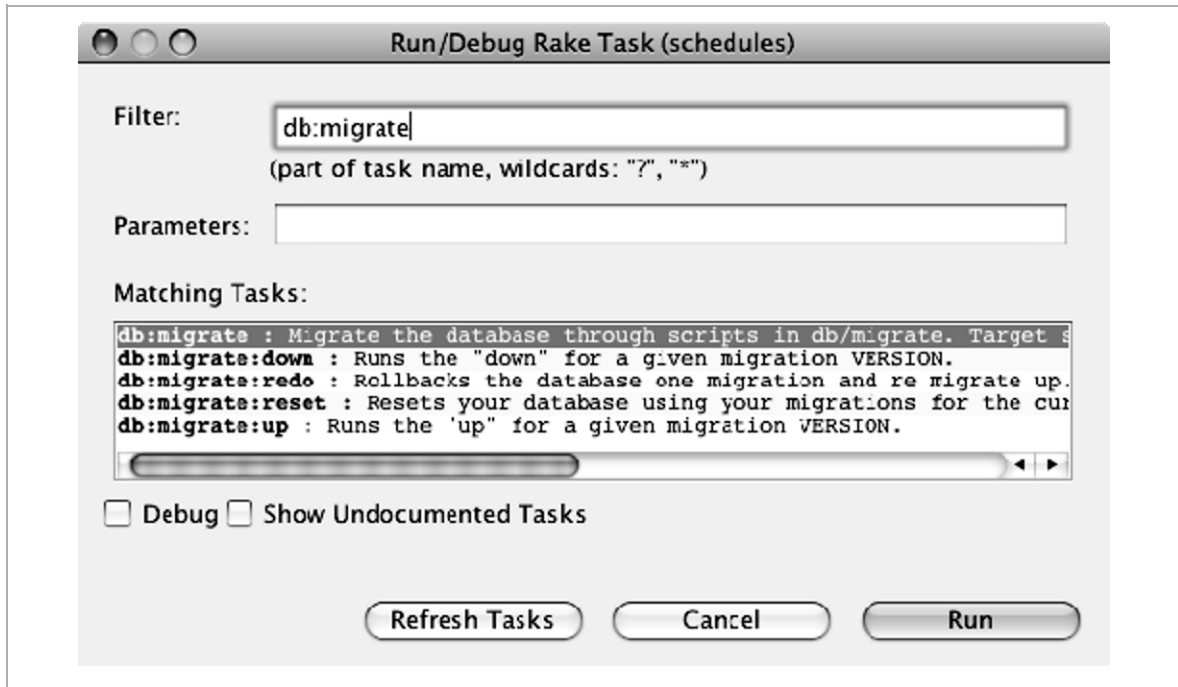 Run/Debug Rake Task (schedules)
Filter:
db:migrate
(part of task name, wildcards: "?", "*")
Parameters:
Matching Tasks:
db:migrate : Migrate the database through scripts in db/migrate. Target s
db:migrate:down : Runs the "down" for a given migration VERSION.
db:migrate:redo : Rollbacks the database one migration and re migrate up.
db:migrate:reset : Resets your database using your migrations for the cur
db:migrate:up : Runs the 'up" for a given migration VERSION.
Debug Show Undocumented Tasks
Refresh Tasks Cancel Run